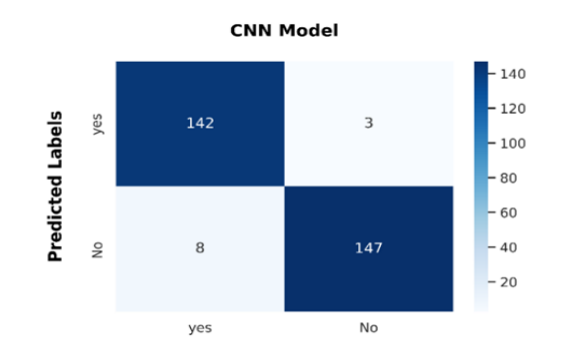 CNN Model
Predicted Labels
yes
142
3
No
8
147
yes
No
140
120
100
80
60
40
20